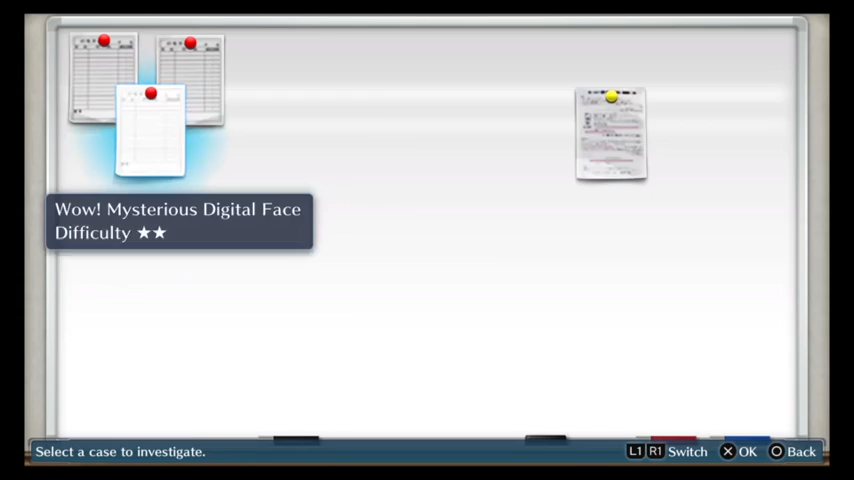 Wow! Mysterious Digital Face
Difficulty ★★
Select a case to investigate.
L1 R1 Switch
OK
Back